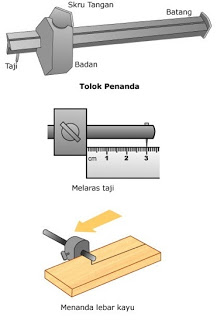 Skru Tangan
Batang
Taji
Badan
Tolok Penanda
cm 1 2 3
Melaras taji
Menanda lebar kayu